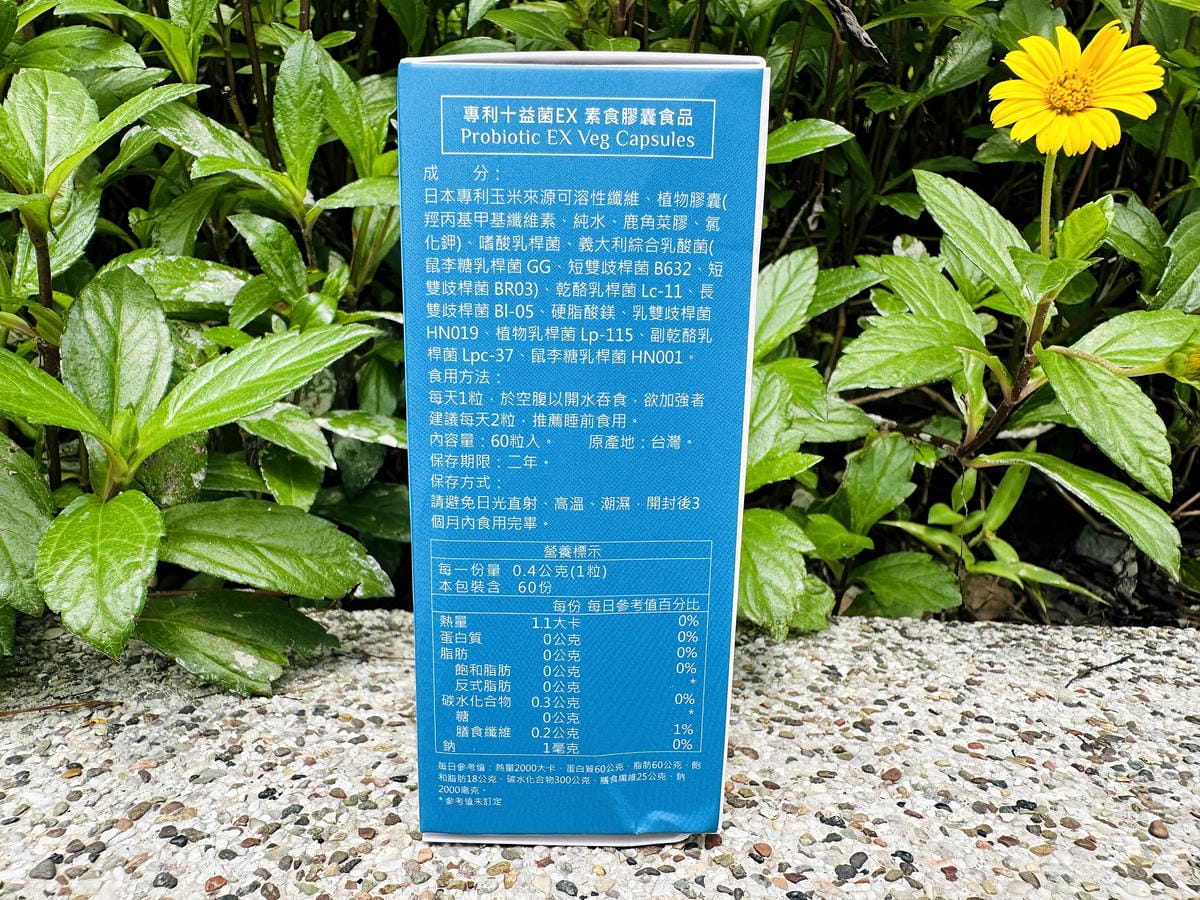 專利十益菌EX 素食膠囊食品
Probiotic EX Veg Capsules
成 分：
日本專利玉米來源可溶性纖維、植物膠囊(
羥丙基甲基纖維素、純水、鹿角菜膠、氯
化鉀)、嗜酸乳桿菌、義大利綜合乳酸菌(
鼠李糖乳桿菌 GG、短雙歧桿菌 B632、短
雙歧桿菌 BR03)、乾酪乳桿菌 Lc-11、長
雙歧桿菌 Bl-05、硬脂酸鎂、乳雙歧桿菌
HN019、植物乳桿菌 Lp-115、副乾酪乳
桿菌 Lpc-37、鼠李糖乳桿菌 HN001。
食用方法：
每天1粒，於空腹以開水吞食，欲加強者
建議每天2粒，推薦睡前食用。
內容量：60粒入。 原產地：台灣。
保存期限：二年。
保存方式：
請避免日光直射、高溫、潮濕，開封後3
個月內食用完畢。
營養標示
每一份量 0.4公克(1粒)
本包裝含 60份
每份 每日參考值百分比
熱量 1.1大卡 0%
蛋白質 0公克 0%
脂肪 0公克 0%
飽和脂肪 0公克 0%
反式脂肪 0公克 *
碳水化合物 0.3公克 0%
糖 0公克 *
膳食纖維 0.2公克 1%
鈉 1毫克 0%
每日參考值：熱量2000大卡、蛋白質60公克、脂肪60公克、飽
和脂肪18公克、碳水化合物300公克、膳食纖維25公克、鈉
2000毫克。
*參考值未訂定